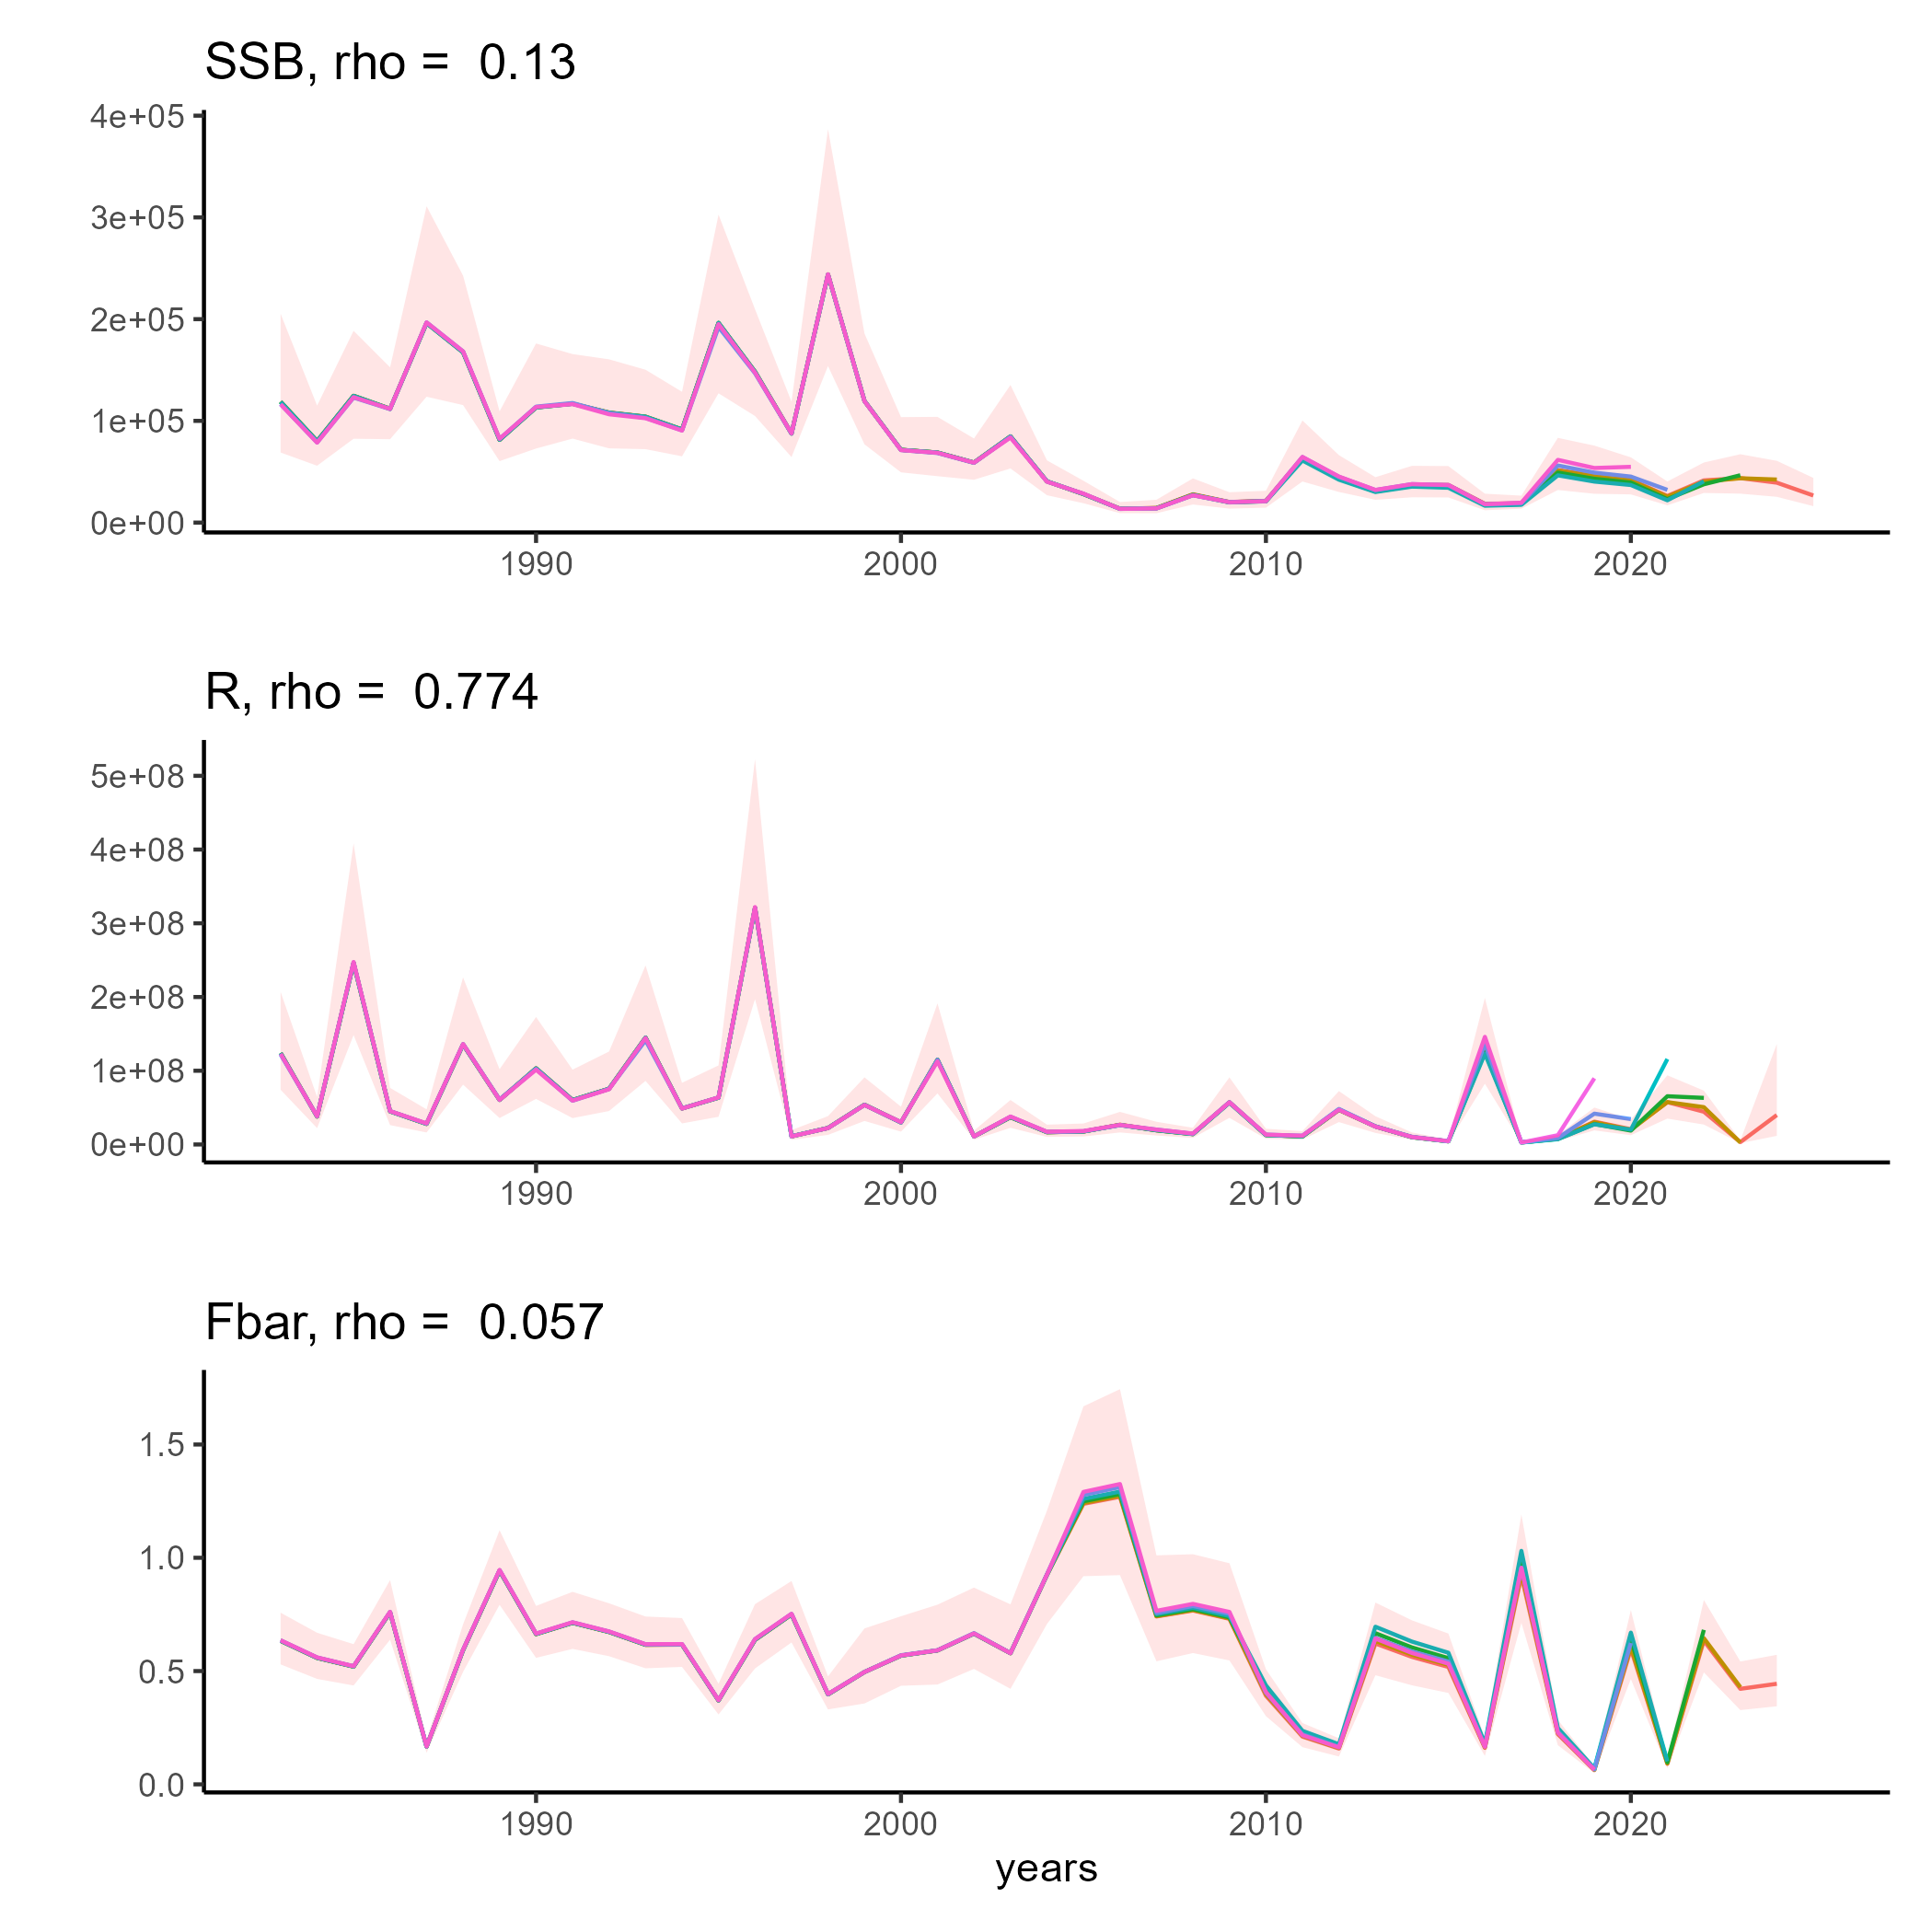 SSB, rho =  0.13
4e+05
3e+05
2e+05
1e+05
0e+00
1990 2000 2010 2020
R, rho =  0.774
5e+08
4e+08
3e+08
2e+08
1e+08
0e+00
1990 2000 2010 2020
Fbar, rho =  0.057
1.5
1.0
0.5
0.0
1990 2000 2010 2020
years